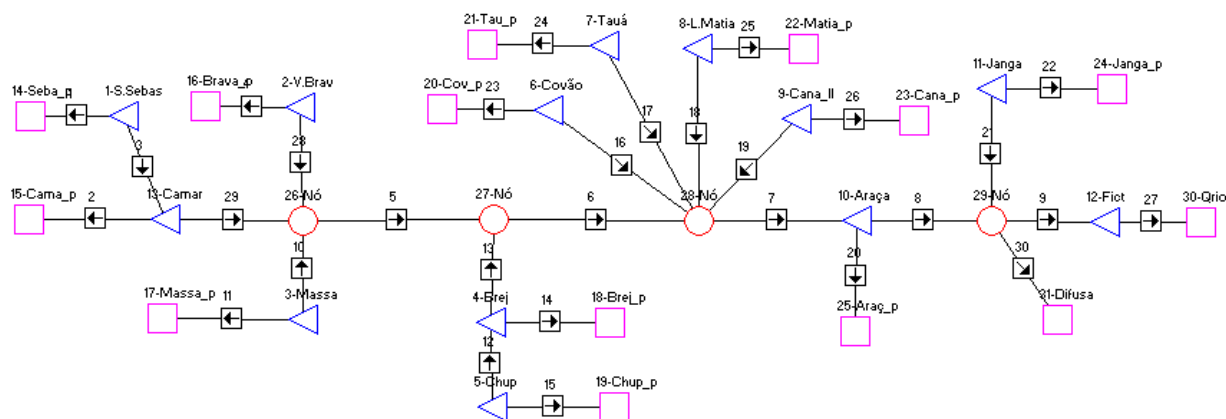 21-Tau_p
24
7-Tauá
8-L.Matia
25
22-Matia_p
11-Janga
22
24-Janga_p
16-Brava_p
2-V.Brav
20-Cov_p
23
6-Covão
9-Cana_II
26
23-Cana_p
14-Seba_p
1-S.Sebas
3
28
16
17
18
19
21
15-Cama_p
2
13-Camar
29
26-Nó
5
27-Nó
6
28-Nó
7
10-Araça
8
29-Nó
9
12-Fict
27
30-Qrio
10
13
20
30
17-Massa_p
11
3-Massa
4-Brej
14
18-Brej_p
25-Araç_p
31-Difusa
12
5-Chup
15
19-Chup_p